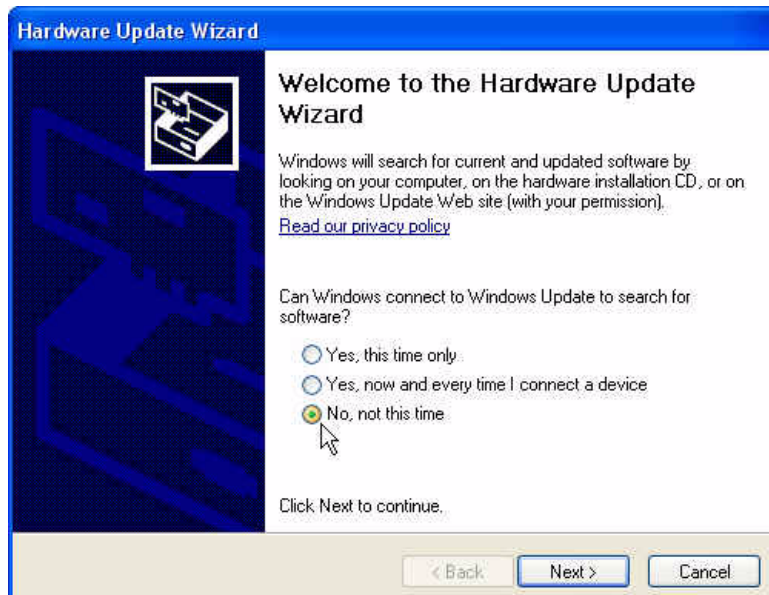 Hardware Update Wizard
Welcome to the Hardware Update
Wizard
Windows will search for current and updated software by
looking on your computer, on the hardware installation CD, or on
the Windows Update Web site (with your permission).
Read our privacy policy
Can Windows connect to Windows Update to search for
software?
Yes, this time only
Yes, now and every time I connect a device
No, not this time
Click Next to continue.
< Back Next > Cancel